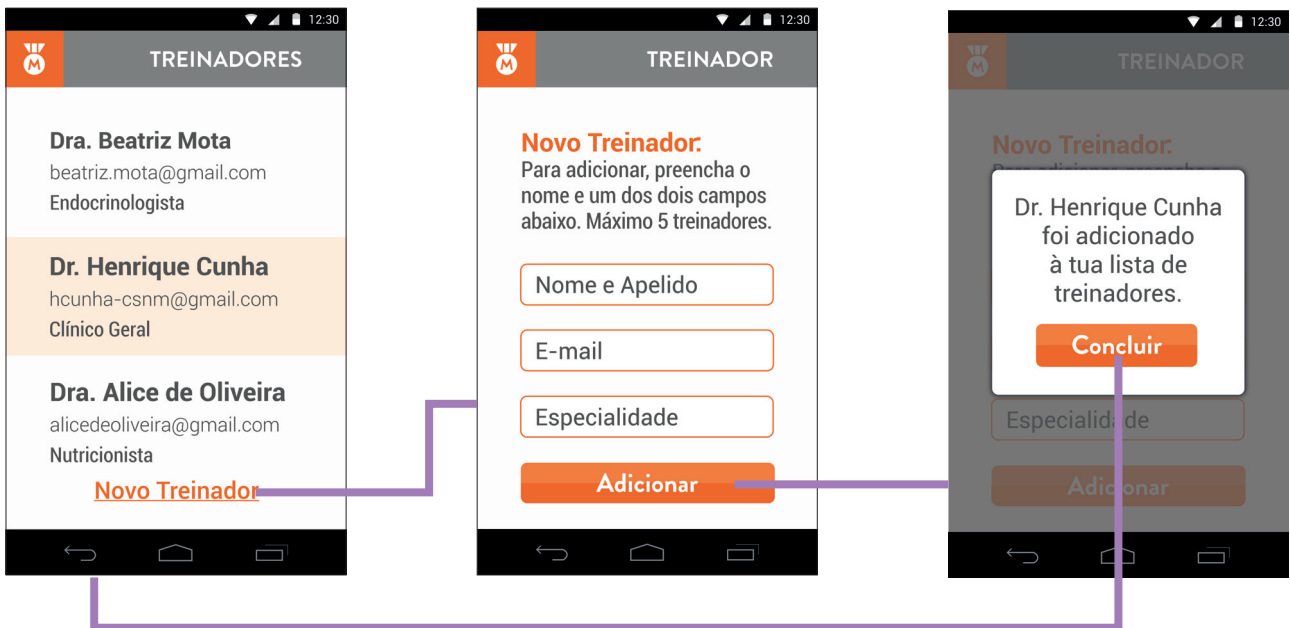 12:30
M
TREINADORES
Dra. Beatriz Mota
beatriz.mota@gmail.com
Endocrinologista
Dr. Henrique Cunha
hcunha-csnm@gmail.com
Clínico Geral
Dra. Alice de Oliveira
alicedeoliveira@gmail.com
Nutricionista
Novo Treinador
12:30
M
TREINADOR
Novo Treinador:
Para adicionar, preencha o
nome e um dos dois campos
abaixo. Máximo 5 treinadores.
Nome e Apelido
E-mail
Especialidade
Adicionar
12:30
M
TREINADOR
Novo Treinador:
Para adicionar, preencha o
Dr. Henrique Cunha
foi adicionado
à tua lista de
treinadores.
Concluir
Especialidade
Adicionar